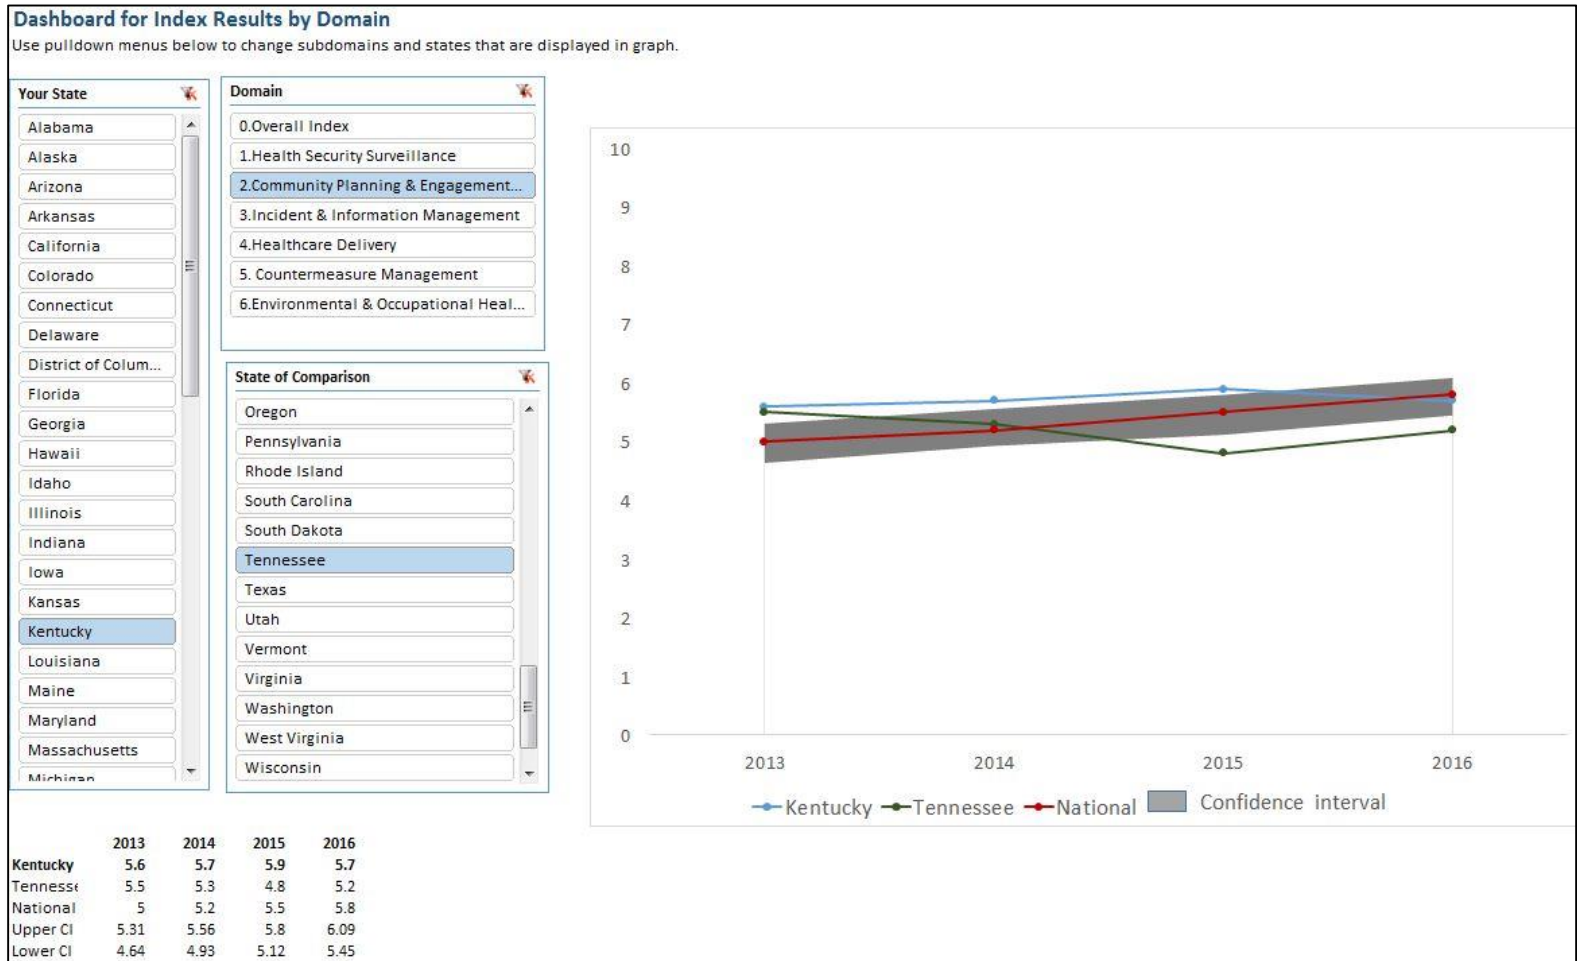 Dashboard for Index Results by Domain
Use pulldown menus below to change subdomains and states that are displayed in graph.
Your State
Alabama
Alaska
Arizona
Arkansas
California
Colorado
Connecticut
Delaware
District of Colum...
Florida
Georgia
Hawaii
Idaho
Illinois
Indiana
Iowa
Kansas
Kentucky
Louisiana
Maine
Maryland
Massachusetts
Michigan
Domain
0.Overall Index
1.Health Security Surveillance
2.Community Planning & Engagement...
3.Incident & Information Management
4.Healthcare Delivery
5. Countermeasure Management
6.Environmental & Occupational Heal...
State of Comparison
Oregon
Pennsylvania
Rhode Island
South Carolina
South Dakota
Tennessee
Texas
Utah
Vermont
Virginia
Washington
West Virginia
Wisconsin
10
9
8
7
6
5
4
3
2
1
0
2013 2014 2015 2016
Kentucky Tennessee National Confidence interval
2013 2014 2015 2016
Kentucky 5.6 5.7 5.9 5.7
Tennesse 5.5 5.3 4.8 5.2
National 5 5.2 5.5 5.8
Upper CI 5.31 5.56 5.8 6.09
Lower CI 4.64 4.93 5.12 5.45